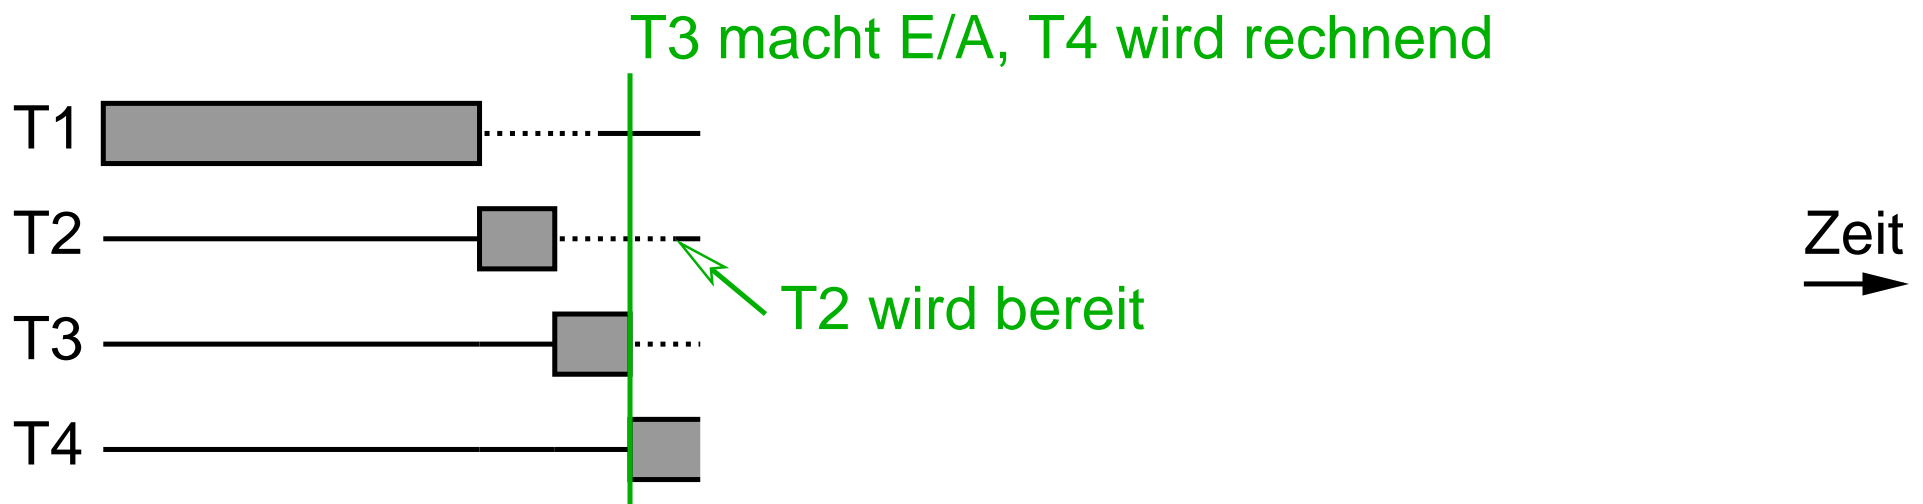 T3 macht E/A, T4 wird rechnend
T1
T2
Zeit
T2 wird bereit
T3
T4